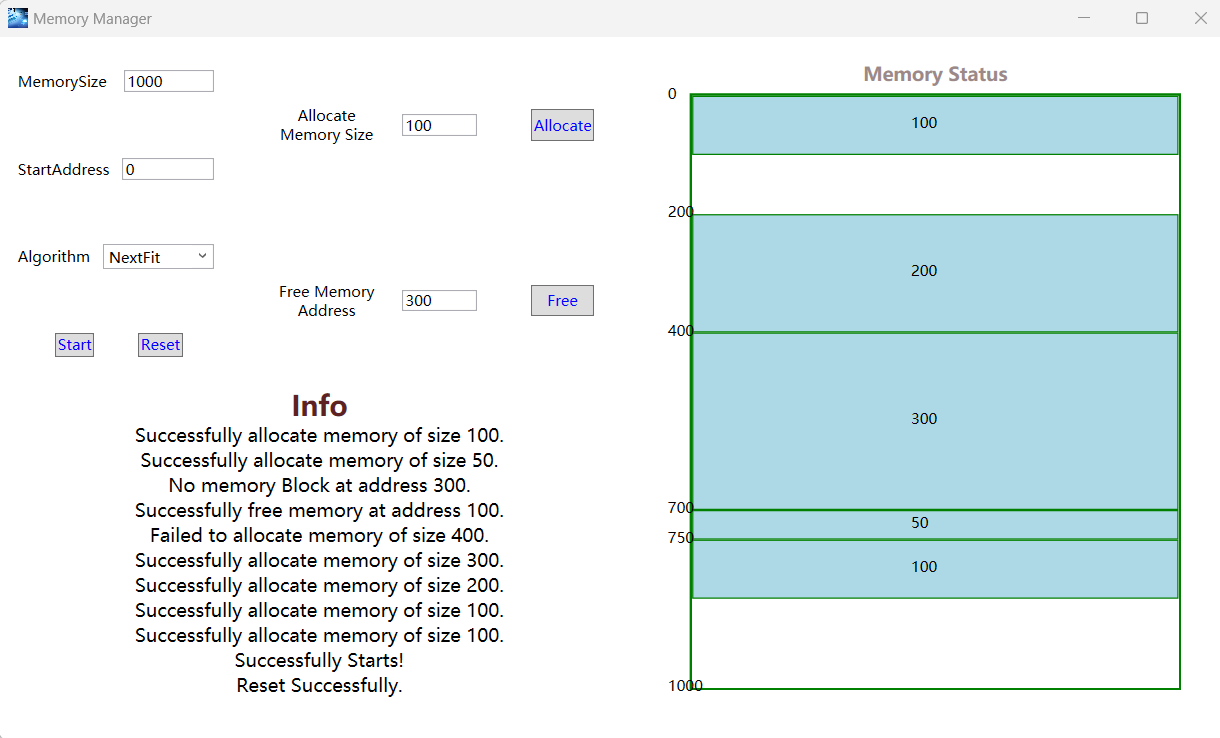 Memory Manager
MemorySize 1000
Allocate
Memory Size
100
Allocate
StartAddress 0
Algorithm NextFit
Free Memory
Address
300
Free
Start Reset
Info
Successfully allocate memory of size 100.
Successfully allocate memory of size 50.
No memory Block at address 300.
Successfully free memory at address 100.
Failed to allocate memory of size 400.
Successfully allocate memory of size 300.
Successfully allocate memory of size 200.
Successfully allocate memory of size 100.
Successfully allocate memory of size 100.
Successfully Starts!
Reset Successfully.
Memory Status
0
100
200
200
400
300
700
50
750
100
1000